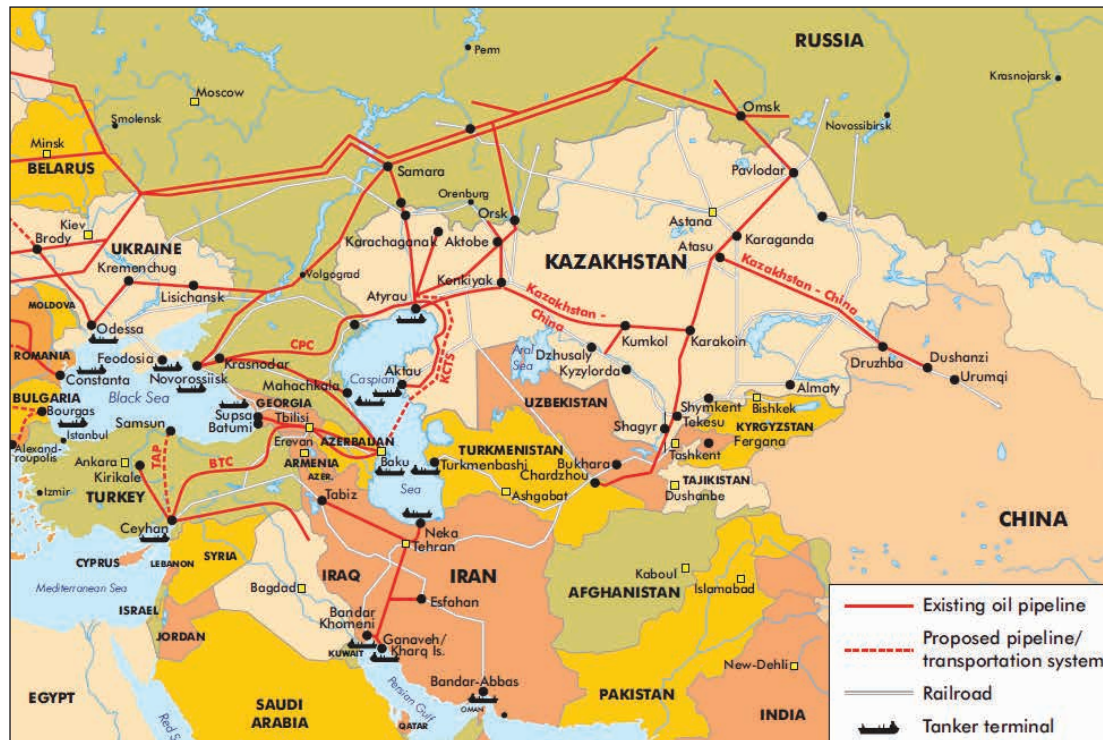 RUSSIA
Perm
Krasnojarsk
Moscow
Smolensk
Omsk
Novossibirsk
Minsk
BELARUS
Samara
Pavlodar
Orenburg
Orsk
Astana
Kiev
Brody
UKRAINE
Karachaganak
Aktobe
Karaganda
Atasu
Kremenchug
Volgograd
KAZAKHSTAN
Lisichansk
Kenkiyak
Kazakhstan - China
MOLDOVA
Atyrau
Kazakhstan -
China
Odessa
CPC
KCTS
Kumkol
Karakoin
ROMANIA
Feodosia
Krasnodar
Aral
Sea
Dzhusaly
Druzhba
Dushanzi
Constanta
Novorossiisk
Aktau
Kyzylorda
Urumqi
Mahachkala
Caspian
Almaty
BULGARIA
Black Sea
GEORGIA
UZBEKISTAN
Shymkent
Bishkek
Bourgas
Supsa
Tbilisi
Tekesu
KYRGYZSTAN
Istanbul
Samsun
Batumi
Shagyr
Fergana
Alexand-
roupolis
Erevan
AZERBAIJAN
TURKMENISTAN
Tashkent
Ankara
TAP
BTC
ARMENIA
Baku
Turkmenbashi
Bukhara
Kirikale
AZER.
Chardzhou
TAJIKISTAN
Izmir
TURKEY
Tabiz
Sea
Ashgabat
Dushanbe
CHINA
Ceyhan
Neka
Tehran
CYPRUS
SYRIA
LEBANON
IRAQ
IRAN
Kaboul
Islamabad
Mediterranean Sea
Bagdad
AFGHANISTAN
ISRAEL
Esfahan
Bandar
Khomeni
JORDAN
Ganaveh/
Kharq Is.
KUWAIT
New-Dehli
EGYPT
Bandar-Abbas
SAUDI
ARABIA
Persian Gulf
OMAN
PAKISTAN
INDIA
Red S
QATAR
Existing oil pipeline
Proposed pipeline/
transportation system
Railroad
Tanker terminal